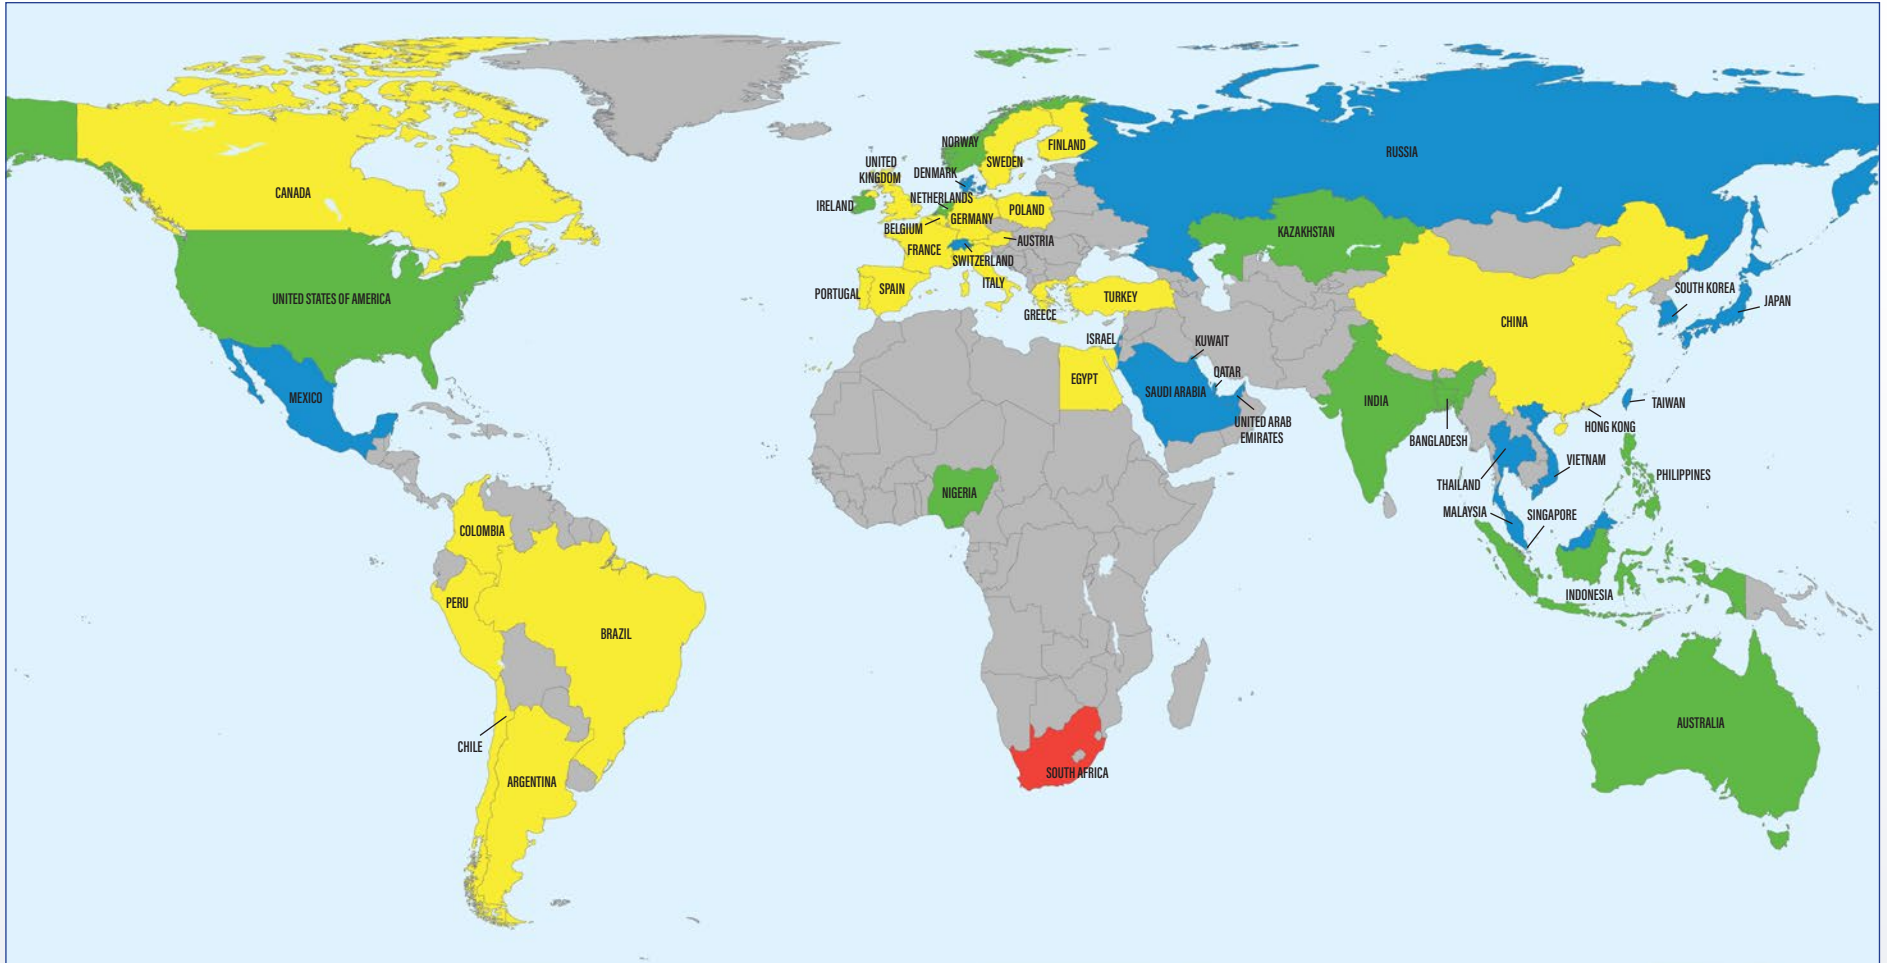 CANADA
UNITED STATES OF AMERICA
MEXICO
COLOMBIA
PERU
BRAZIL
CHILE
ARGENTINA
NORWAY
FINLAND
SWEDEN
UNITED
KINGDOM
DENMARK
NETHERLANDS
IRELAND
GERMANY
POLAND
BELGIUM
FRANCE
AUSTRIA
SWITZERLAND
ITALY
PORTUGAL
SPAIN
TURKEY
GREECE
ISRAEL
EGYPT
KUWAIT
QATAR
SAUDI ARABIA
UNITED ARAB
EMIRATES
NIGERIA
SOUTH AFRICA
RUSSIA
KAZAKHSTAN
SOUTH KOREA
JAPAN
CHINA
INDIA
TAIWAN
HONG KONG
BANGLADESH
VIETNAM
THAILAND
PHILIPPINES
MALAYSIA
SINGAPORE
INDONESIA
AUSTRALIA